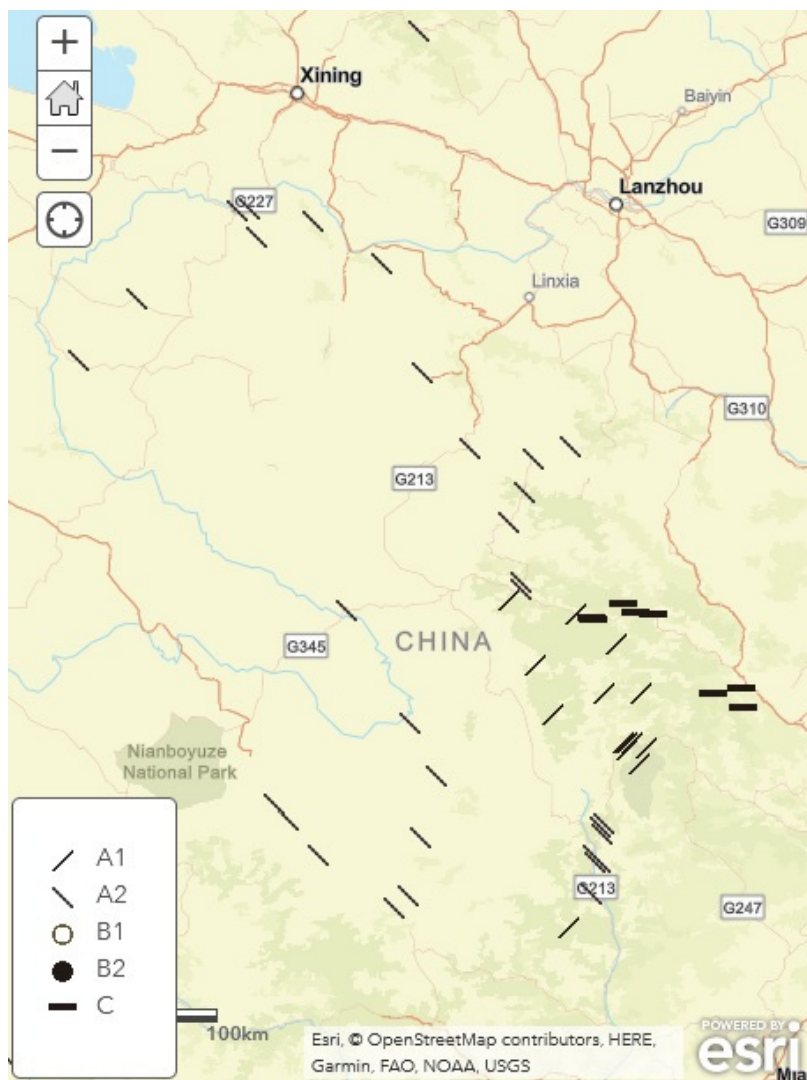 +
Xining
Baiyin
−
Lanzhou
G227
G309
Linxia
G310
G213
CHINA
G345
Nianboyuze
National Park
A1
A2
B1
B2
C
G213
G247
100km
Esri, © OpenStreetMap contributors, HERE,
Garmin, FAO, NOAA, USGS
POWERED BY
esri
Mia